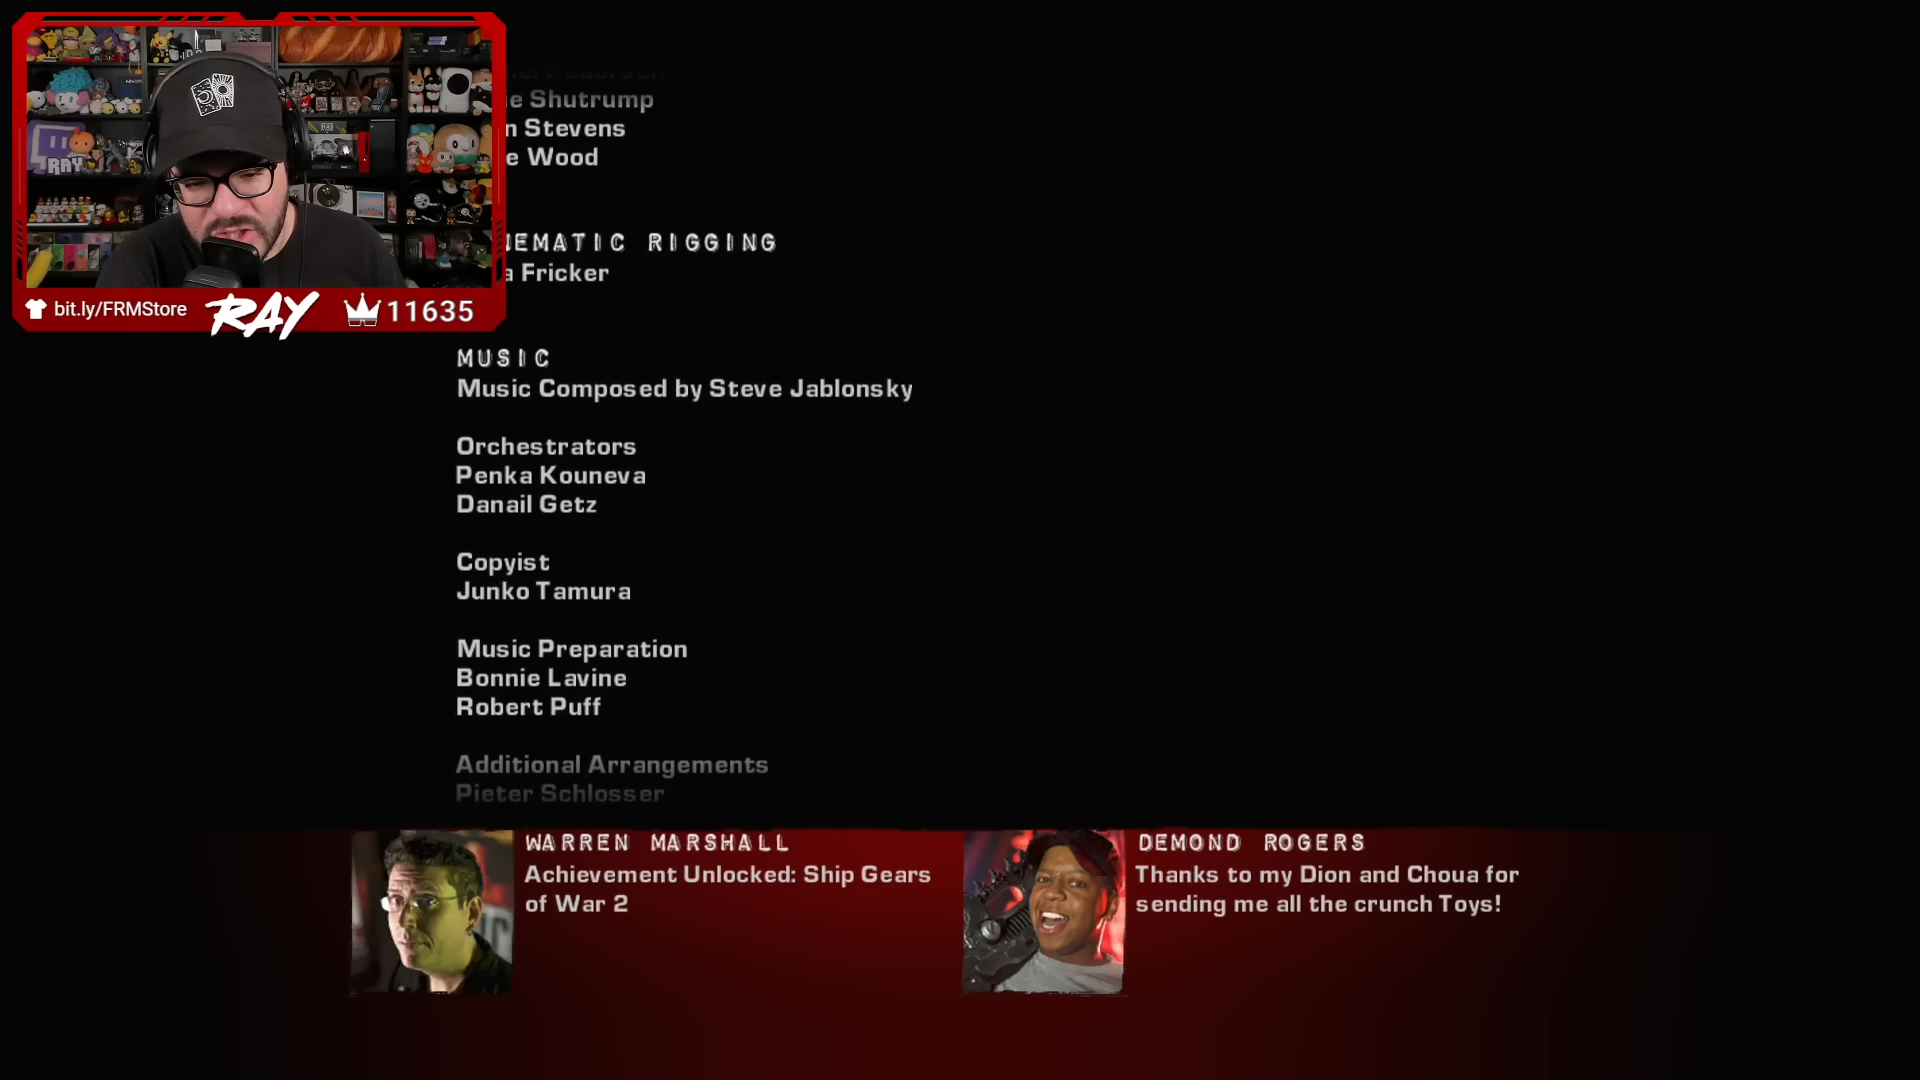 Shutrump
Stevens
Wood
RIGGING
Fricker
RAY
bit.ly/FRMStore
RAY
11635
MUSIC
Music Composed by Steve Jablonsky
Orchestrators
Penka Kouneva
Danail Getz
Copyist
Junko Tamura
Music Preparation
Bonnie Lavine
Robert Puff
Additional Arrangements
Pieter Schlosser
WARREN MARSHALL
Achievement Unlocked: Ship Gears
of War 2
DEMOND ROGERS
Thanks to my Dion and Choua for
sending me all the crunch Toys!